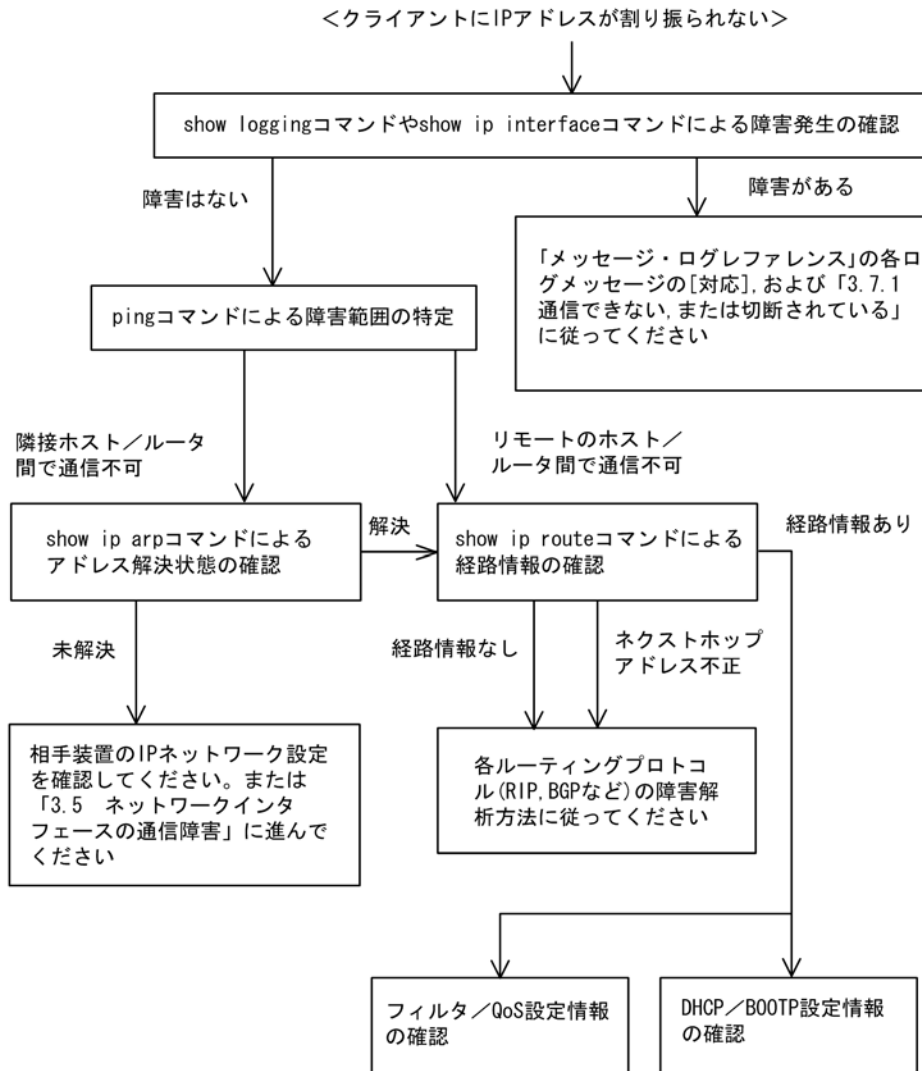 ＜クライアントにIPアドレスが割り振られない＞
show loggingコマンドやshow ip interfaceコマンドによる障害発生の確認
障害はない
障害がある
「メッセージ・ログレファレンス」の各ロ
グメッセージの[対応],および「3.7.1
通信できない,または切断されている」
に従ってください
pingコマンドによる障害範囲の特定
隣接ホスト／ルータ
間で通信不可
リモートのホスト／
ルータ間で通信不可
show ip arpコマンドによる
アドレス解決状態の確認
解決
show ip routeコマンドによる
経路情報の確認
経路情報あり
未解決
経路情報なし
ネクストホップ
アドレス不正
相手装置のIPネットワーク設定
を確認してください。または
「3.5　ネットワークインタ
フェースの通信障害」に進んで
ください
各ルーティングプロトコ
ル(RIP,BGPなど)の障害解
析方法に従ってください
フィルタ／QoS設定情報
の確認
DHCP／BOOTP設定情報
の確認